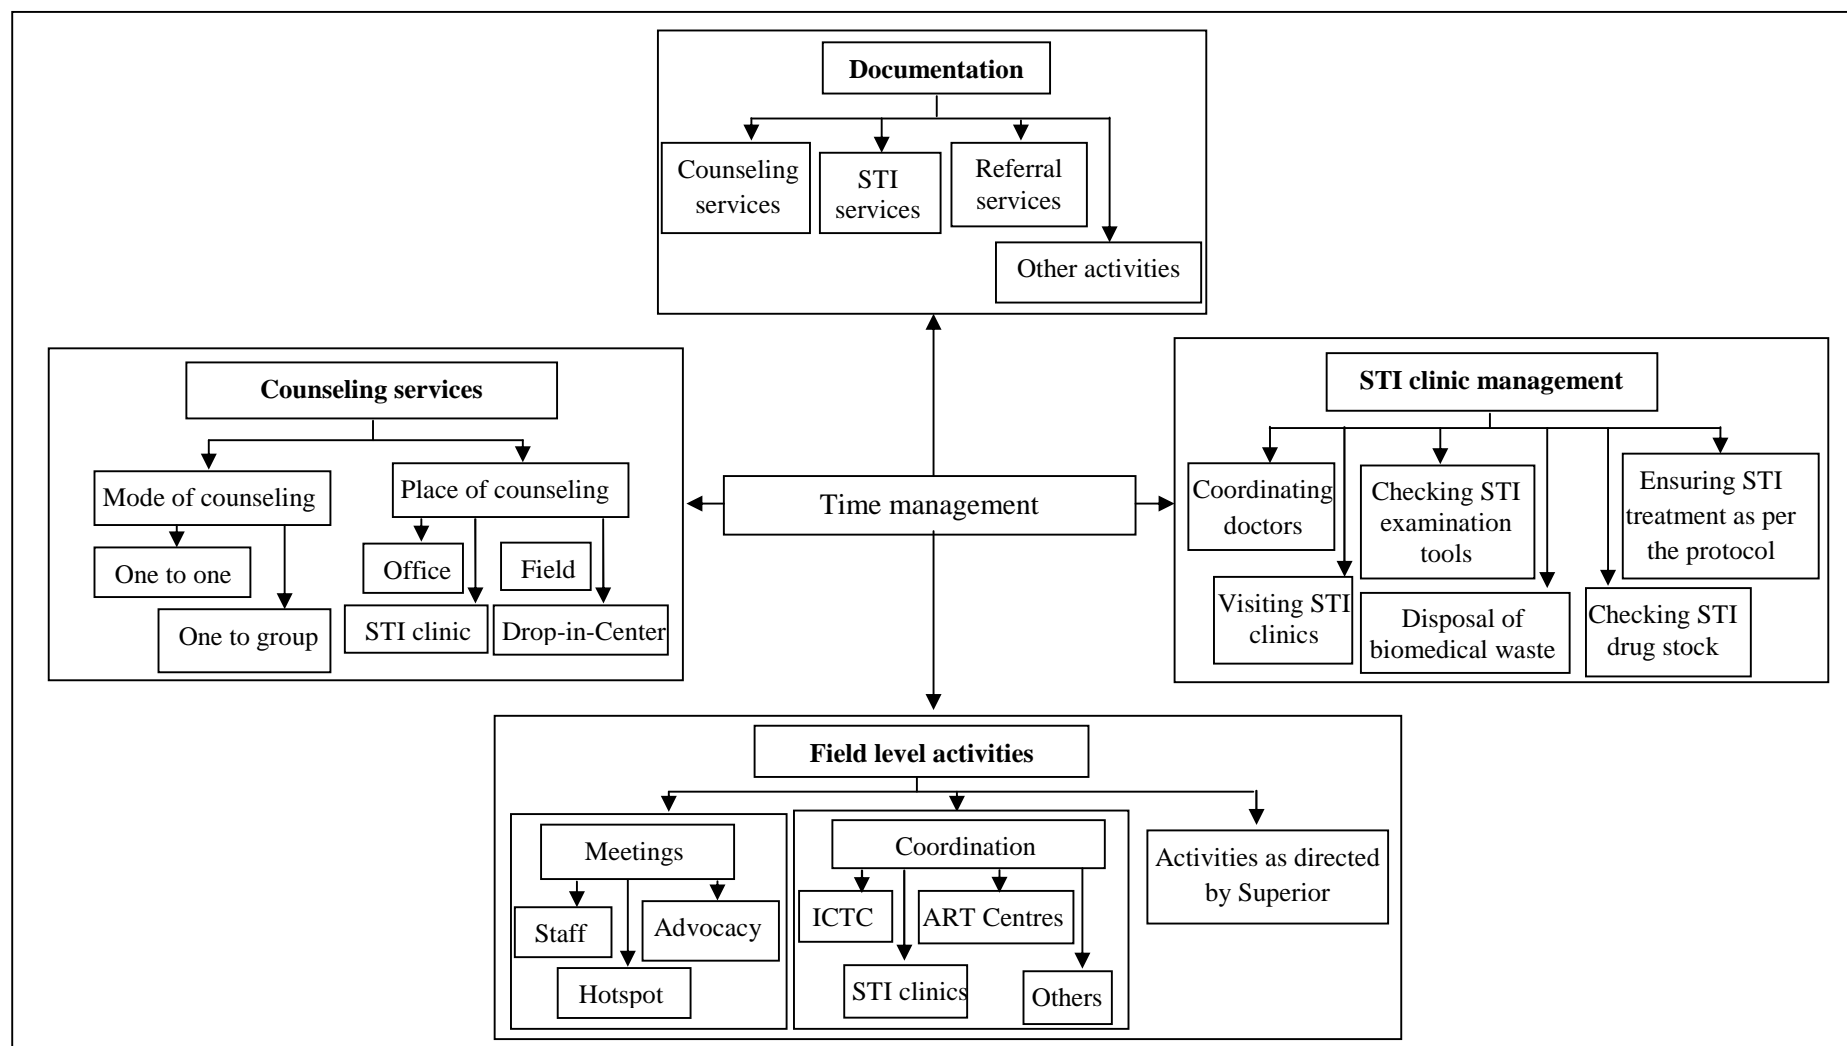 Documentation
Counseling
services
STI
services
Referral
services
Other activities
Counseling services
Mode of counseling
One to one
One to group
Place of counseling
Office
Field
STI clinic
Drop-in-Center
Time management
STI clinic management
Coordinating
doctors
Checking STI
examination
tools
Ensuring STI
treatment as per
the protocol
Visiting STI
clinics
Disposal of
biomedical waste
Checking STI
drug stock
Field level activities
Meetings
Staff
Advocacy
Hotspot
Coordination
ICTC
ART Centres
STI clinics
Others
Activities as directed
by Superior